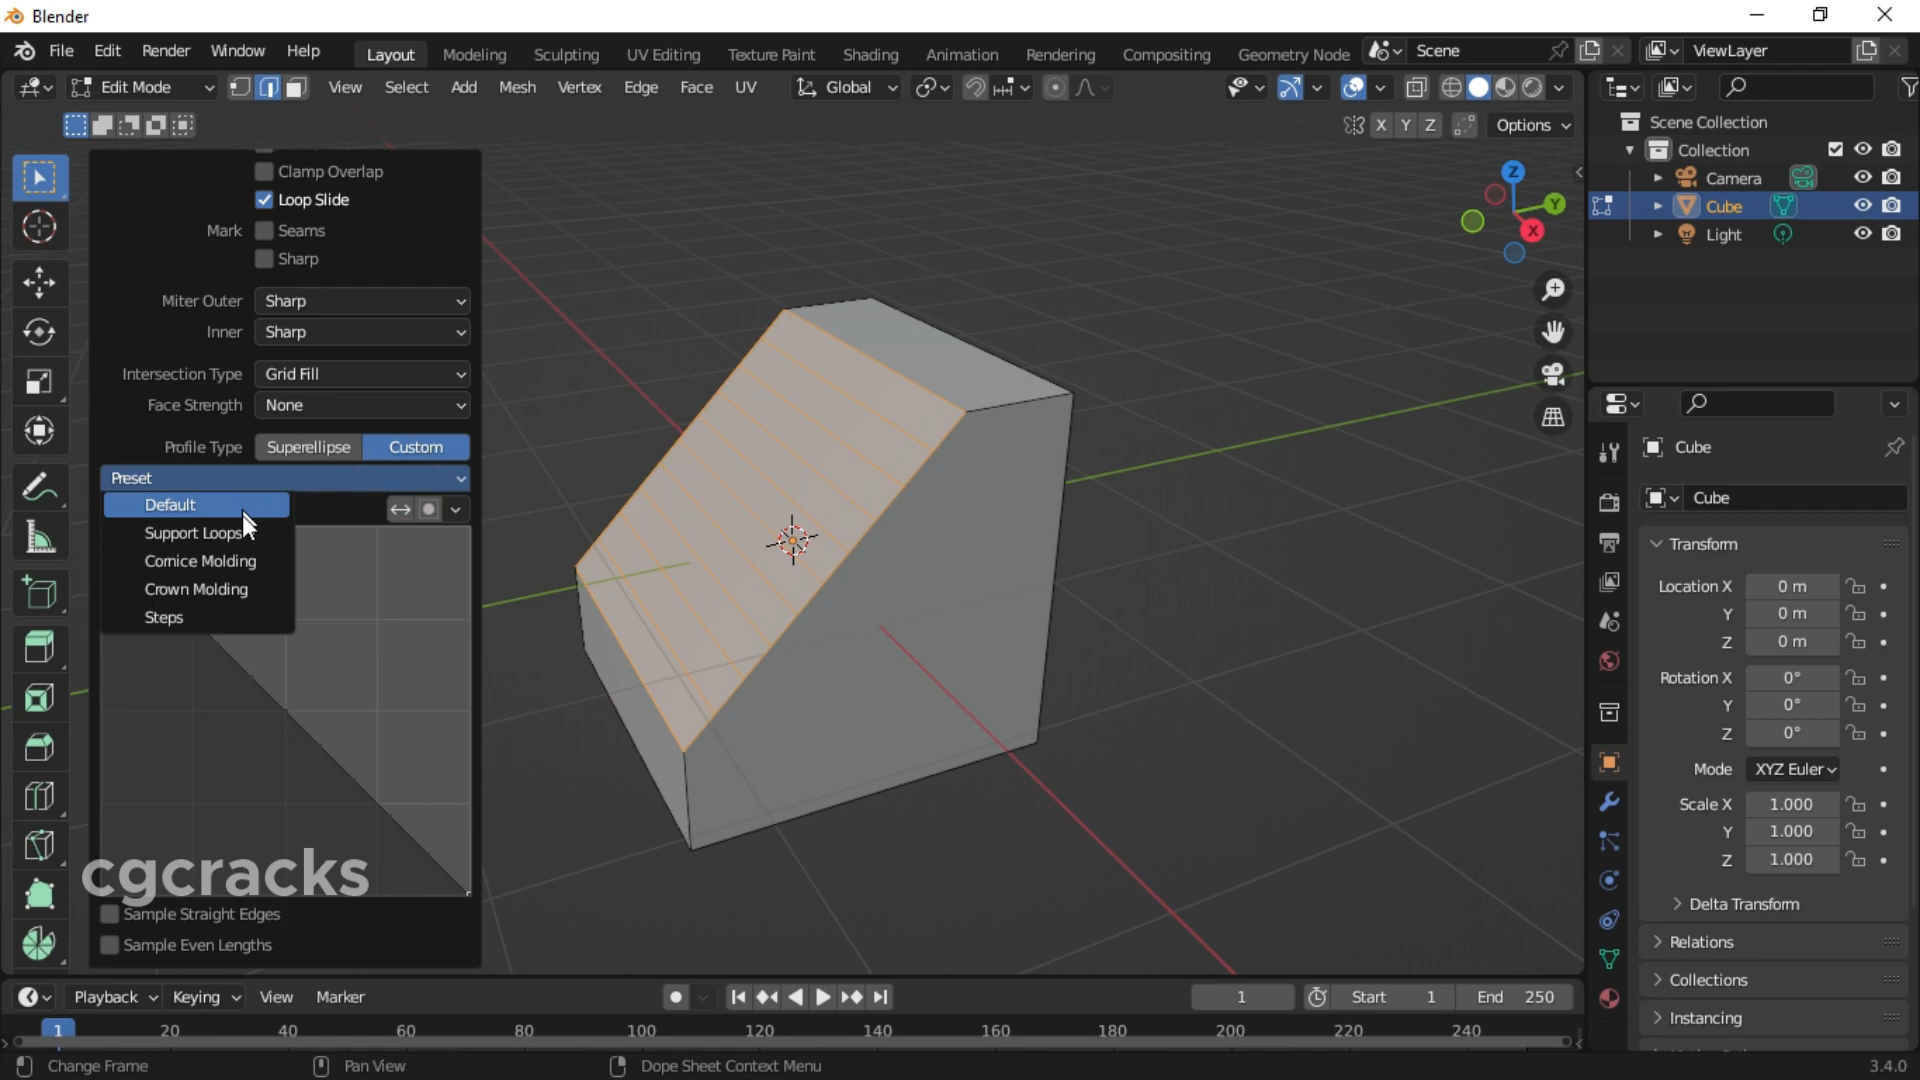 Blender
File Edit Render Window Help Layout Modeling Sculpting UV Editing Texture Paint Shading Animation Rendering Compositing Geometry Node Scene ViewLayer
Edit Mode View Select Add Mesh Vertex Edge Face UV Global
X Y Z Options
Clamp Overlap
Loop Slide
Mark Seams
Sharp
Miter Outer Sharp
Inner Sharp
Intersection Type Grid Fill
Face Strength None
Profile Type Superellipse Custom
Preset
Default
Support Loops
Cornice Molding
Crown Molding
Steps
cgcracks
Sample Straight Edges
Sample Even Lengths
Z
Y
X
Scene Collection
Collection
Camera
Cube
Light
Cube
Cube
Transform
Location X 0 m
Y 0 m
Z 0 m
Rotation X 0°
Y 0°
Z 0°
Mode XYZ Euler
Scale X 1.000
Y 1.000
Z 1.000
Delta Transform
Relations
Collections
Instancing
Playback Keying View Marker 1 Start 1 End 250
1 20 40 60 80 100 120 140 160 180 200 220 240
Change Frame Pan View Dope Sheet Context Menu 3.4.0